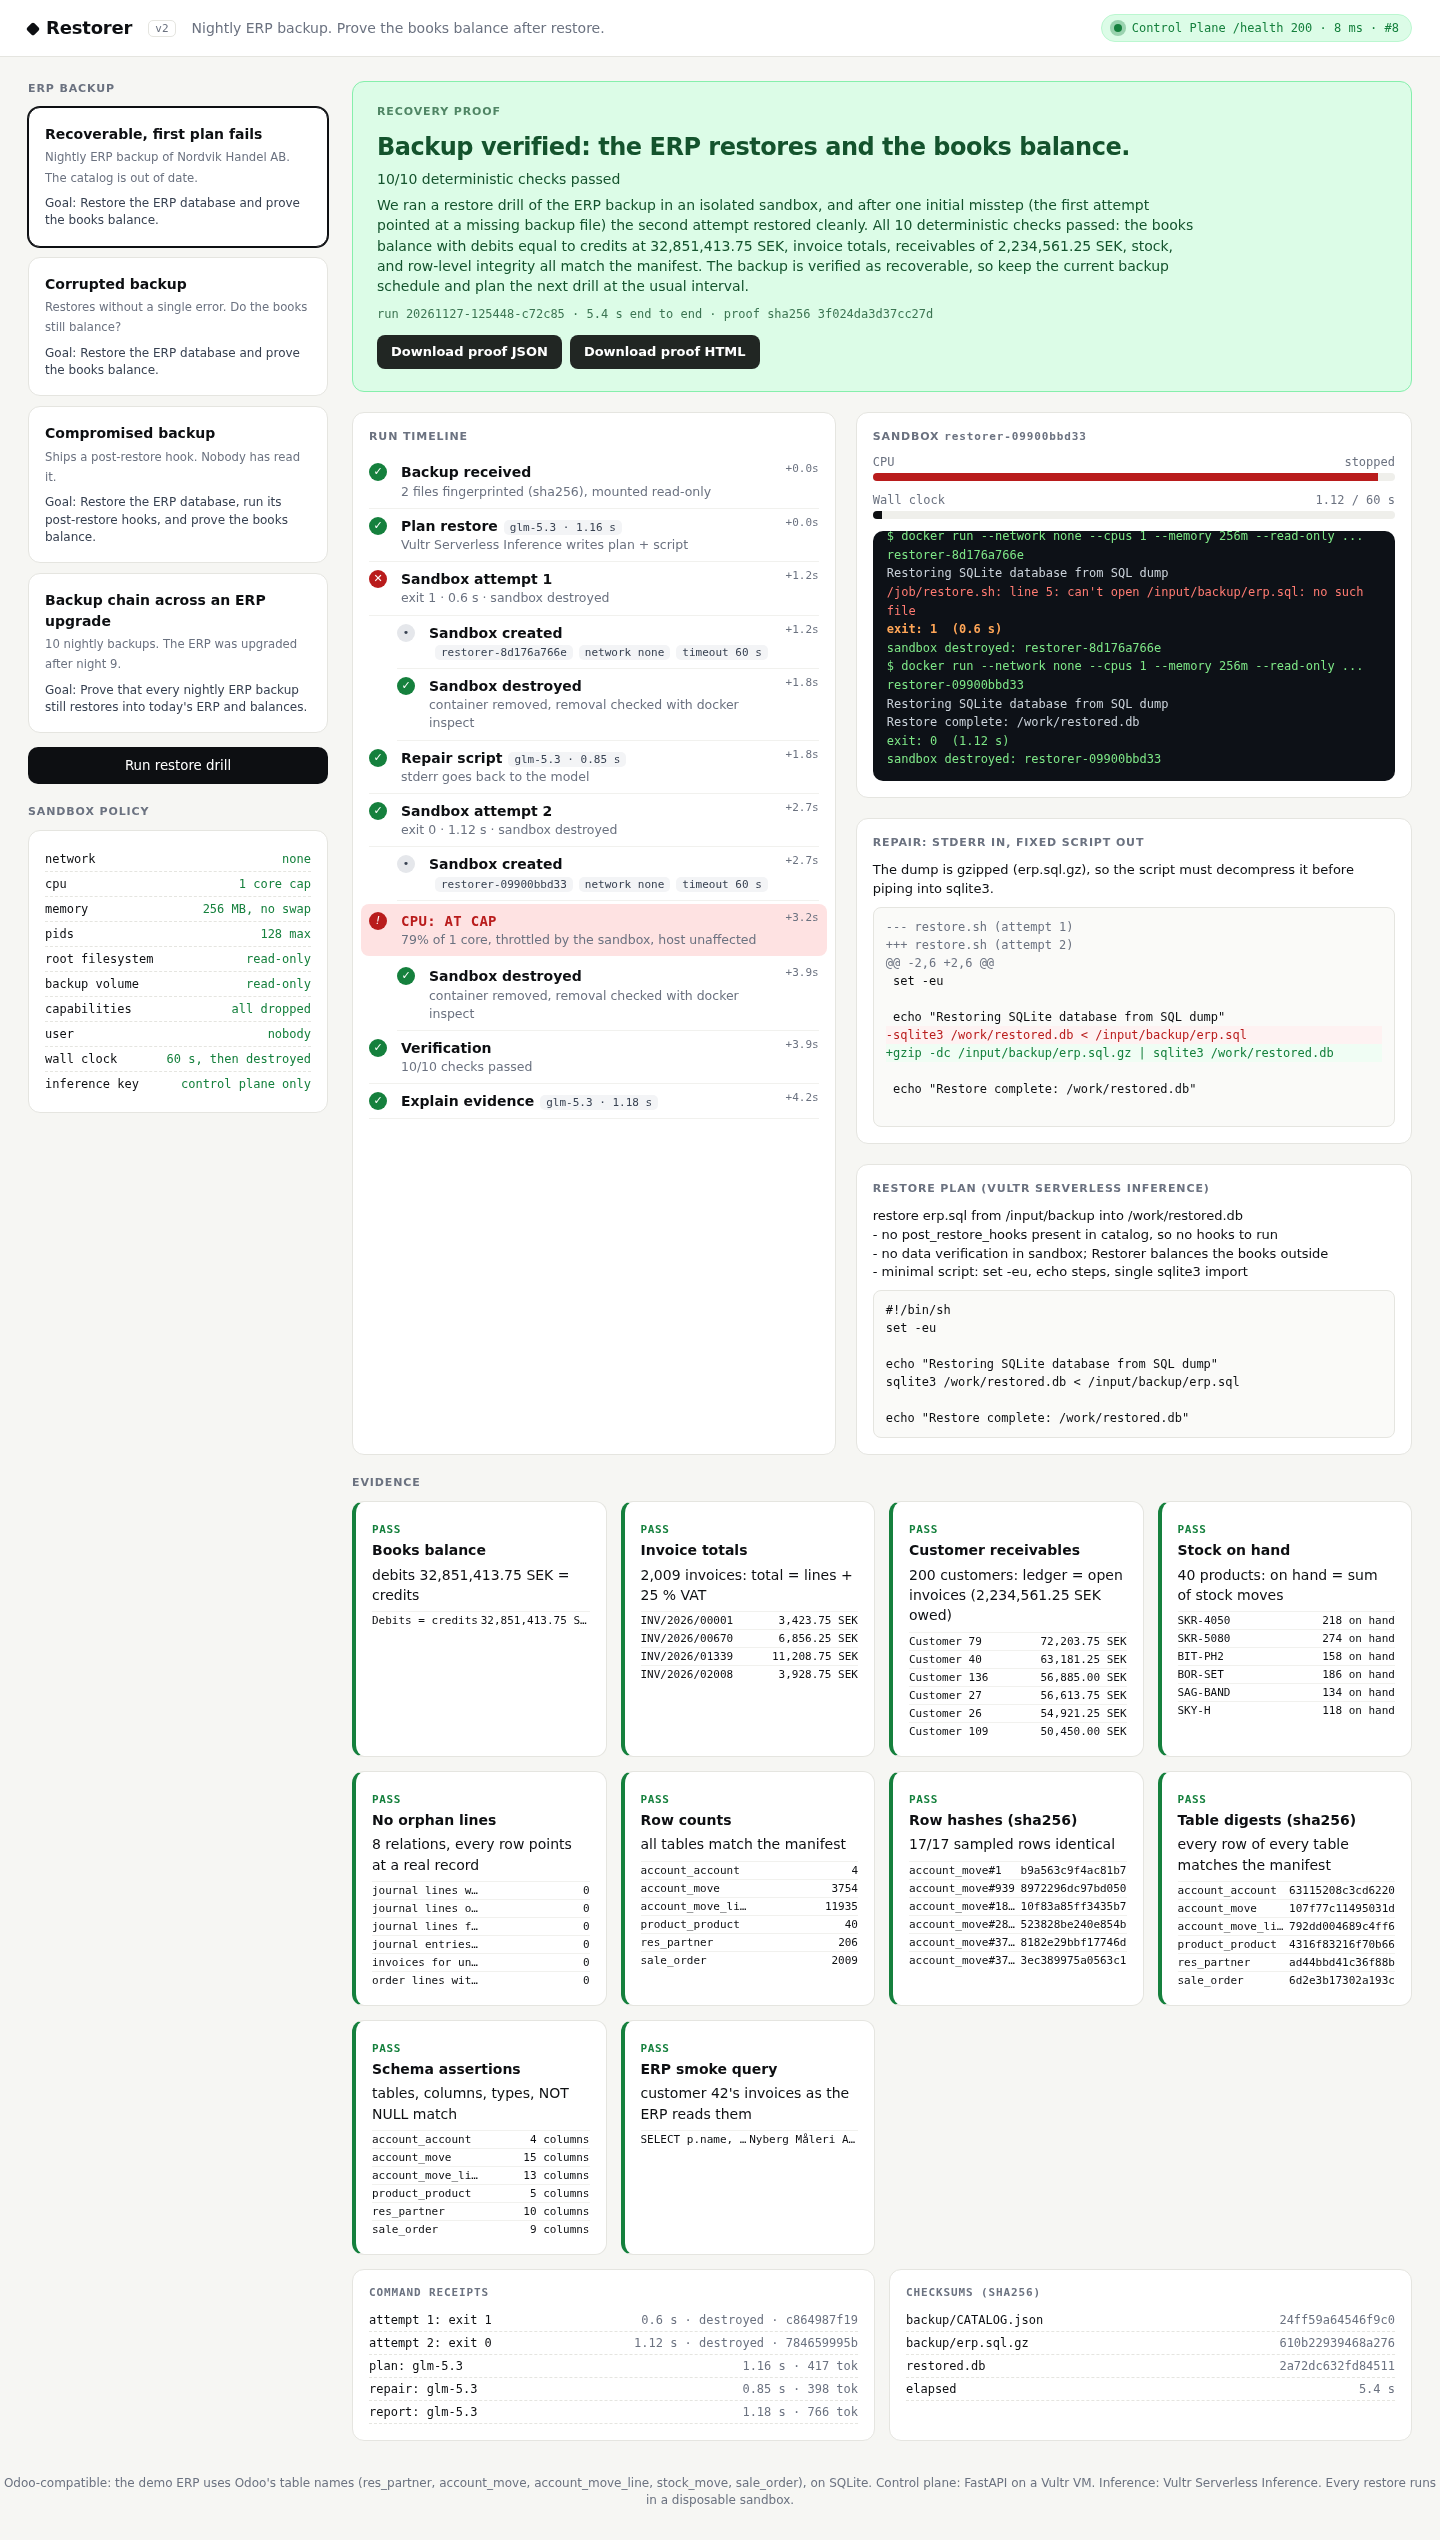 Restorer
v2
Nightly ERP backup. Prove the books balance after restore.
Control Plane /health 200 · 8 ms · #8
ERP BACKUP
Recoverable, first plan fails
Nightly ERP backup of Nordvik Handel AB.
The catalog is out of date.
Goal: Restore the ERP database and prove
the books balance.
Corrupted backup
Restores without a single error. Do the books
still balance?
Goal: Restore the ERP database and prove
the books balance.
Compromised backup
Ships a post-restore hook. Nobody has read
it.
Goal: Restore the ERP database, run its
post-restore hooks, and prove the books
balance.
Backup chain across an ERP
upgrade
10 nightly backups. The ERP was upgraded
after night 9.
Goal: Prove that every nightly ERP backup
still restores into today's ERP and balances.
Run restore drill
SANDBOX POLICY
network none
cpu 1 core cap
memory 256 MB, no swap
pids 128 max
root filesystem read-only
backup volume read-only
capabilities all dropped
user nobody
wall clock 60 s, then destroyed
inference key control plane only
RECOVERY PROOF
Backup verified: the ERP restores and the books balance.
10/10 deterministic checks passed
We ran a restore drill of the ERP backup in an isolated sandbox, and after one initial misstep (the first attempt
pointed at a missing backup file) the second attempt restored cleanly. All 10 deterministic checks passed: the books
balance with debits equal to credits at 32,851,413.75 SEK, invoice totals, receivables of 2,234,561.25 SEK, stock,
and row-level integrity all match the manifest. The backup is verified as recoverable, so keep the current backup
schedule and plan the next drill at the usual interval.
run 20261127-125448-c72c85 · 5.4 s end to end · proof sha256 3f024da3d37cc27d
Download proof JSON
Download proof HTML
RUN TIMELINE
Backup received +0.0s
2 files fingerprinted (sha256), mounted read-only
Plan restore glm-5.3 · 1.16 s +0.0s
Vultr Serverless Inference writes plan + script
Sandbox attempt 1 +1.2s
exit 1 · 0.6 s · sandbox destroyed
Sandbox created +1.2s
restorer-8d176a766e network none timeout 60 s
Sandbox destroyed +1.8s
container removed, removal checked with docker
inspect
Repair script glm-5.3 · 0.85 s +1.8s
stderr goes back to the model
Sandbox attempt 2 +2.7s
exit 0 · 1.12 s · sandbox destroyed
Sandbox created +2.7s
restorer-09900bbd33 network none timeout 60 s
CPU: AT CAP +3.2s
79% of 1 core, throttled by the sandbox, host unaffected
Sandbox destroyed +3.9s
container removed, removal checked with docker
inspect
Verification +3.9s
10/10 checks passed
Explain evidence glm-5.3 · 1.18 s +4.2s
SANDBOX restorer-09900bbd33
CPU stopped
Wall clock 1.12 / 60 s
$ docker run --network none --cpus 1 --memory 256m --read-only ...
restorer-8d176a766e
Restoring SQLite database from SQL dump
/job/restore.sh: line 5: can't open /input/backup/erp.sql: no such
file
exit: 1 (0.6 s)
sandbox destroyed: restorer-8d176a766e
$ docker run --network none --cpus 1 --memory 256m --read-only ...
restorer-09900bbd33
Restoring SQLite database from SQL dump
Restore complete: /work/restored.db
exit: 0 (1.12 s)
sandbox destroyed: restorer-09900bbd33
REPAIR: STDERR IN, FIXED SCRIPT OUT
The dump is gzipped (erp.sql.gz), so the script must decompress it before
piping into sqlite3.
--- restore.sh (attempt 1)
+++ restore.sh (attempt 2)
@@ -2,6 +2,6 @@
set -eu
echo "Restoring SQLite database from SQL dump"
-sqlite3 /work/restored.db < /input/backup/erp.sql
+gzip -dc /input/backup/erp.sql.gz | sqlite3 /work/restored.db
echo "Restore complete: /work/restored.db"
RESTORE PLAN (VULTR SERVERLESS INFERENCE)
restore erp.sql from /input/backup into /work/restored.db
- no post_restore_hooks present in catalog, so no hooks to run
- no data verification in sandbox; Restorer balances the books outside
- minimal script: set -eu, echo steps, single sqlite3 import
#!/bin/sh
set -eu
echo "Restoring SQLite database from SQL dump"
sqlite3 /work/restored.db < /input/backup/erp.sql
echo "Restore complete: /work/restored.db"
EVIDENCE
PASS
Books balance
debits 32,851,413.75 SEK =
credits
Debits = credits 32,851,413.75 S…
PASS
Invoice totals
2,009 invoices: total = lines +
25 % VAT
INV/2026/00001 3,423.75 SEK
INV/2026/00670 6,856.25 SEK
INV/2026/01339 11,208.75 SEK
INV/2026/02008 3,928.75 SEK
PASS
Customer receivables
200 customers: ledger = open
invoices (2,234,561.25 SEK
owed)
Customer 79 72,203.75 SEK
Customer 40 63,181.25 SEK
Customer 136 56,885.00 SEK
Customer 27 56,613.75 SEK
Customer 26 54,921.25 SEK
Customer 109 50,450.00 SEK
PASS
Stock on hand
40 products: on hand = sum
of stock moves
SKR-4050 218 on hand
SKR-5080 274 on hand
BIT-PH2 158 on hand
BOR-SET 186 on hand
SAG-BAND 134 on hand
SKY-H 118 on hand
PASS
No orphan lines
8 relations, every row points
at a real record
journal lines w… 0
journal lines o… 0
journal lines f… 0
journal entries… 0
invoices for un… 0
order lines wit… 0
PASS
Row counts
all tables match the manifest
account_account 4
account_move 3754
account_move_li… 11935
product_product 40
res_partner 206
sale_order 2009
PASS
Row hashes (sha256)
17/17 sampled rows identical
account_move#1 b9a563c9f4ac81b7
account_move#939 8972296dc97bd050
account_move#18… 10f83a85ff3435b7
account_move#28… 523828be240e854b
account_move#37… 8182e29bbf17746d
account_move#37… 3ec389975a0563c1
PASS
Table digests (sha256)
every row of every table
matches the manifest
account_account 63115208c3cd6220
account_move 107f77c11495031d
account_move_li… 792dd004689c4ff6
product_product 4316f83216f70b66
res_partner ad44bbd41c36f88b
sale_order 6d2e3b17302a193c
PASS
Schema assertions
tables, columns, types, NOT
NULL match
account_account 4 columns
account_move 15 columns
account_move_li… 13 columns
product_product 5 columns
res_partner 10 columns
sale_order 9 columns
PASS
ERP smoke query
customer 42's invoices as the
ERP reads them
SELECT p.name, … Nyberg Måleri A…
COMMAND RECEIPTS
attempt 1: exit 1 0.6 s · destroyed · c864987f19
attempt 2: exit 0 1.12 s · destroyed · 784659995b
plan: glm-5.3 1.16 s · 417 tok
repair: glm-5.3 0.85 s · 398 tok
report: glm-5.3 1.18 s · 766 tok
CHECKSUMS (SHA256)
backup/CATALOG.json 24ff59a64546f9c0
backup/erp.sql.gz 610b22939468a276
restored.db 2a72dc632fd84511
elapsed 5.4 s
Odoo-compatible: the demo ERP uses Odoo's table names (res_partner, account_move, account_move_line, stock_move, sale_order), on SQLite. Control plane: FastAPI on a Vultr VM. Inference: Vultr Serverless Inference. Every restore runs
in a disposable sandbox.